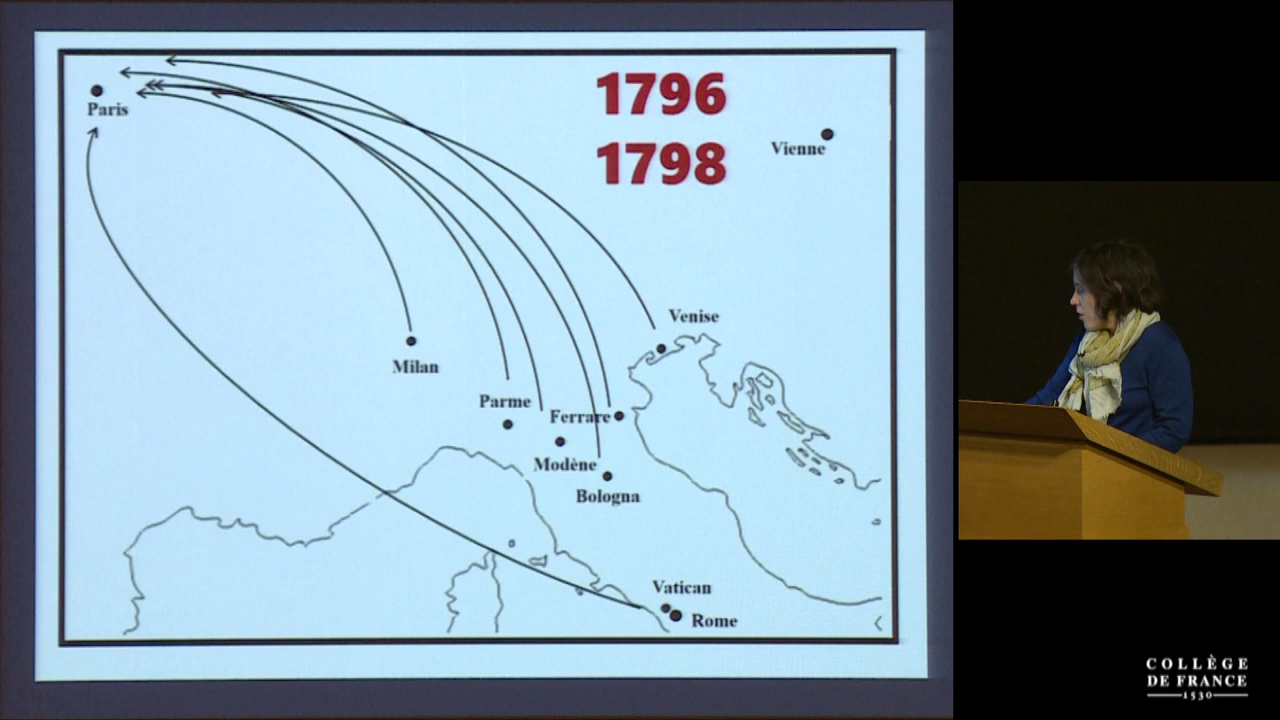 1796
1798
Paris
Vienne
Venise
Milan
Parme
Ferrare
Modène
Bologna
Vatican
Rome
COLLÈGE
DE FRANCE
1530